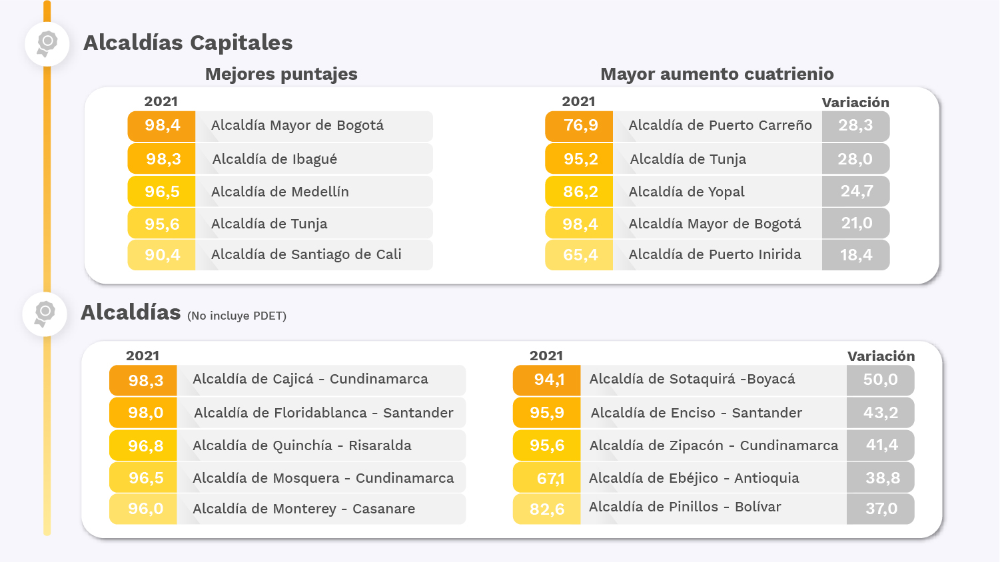 Alcaldías Capitales
Mejores puntajes
2021
98,4 Alcaldía Mayor de Bogotá
98,3 Alcaldía de Ibagué
96,5 Alcaldía de Medellín
95,6 Alcaldía de Tunja
90,4 Alcaldía de Santiago de Cali
Mayor aumento cuatrienio
2021 Variación
76,9 Alcaldía de Puerto Carreño 28,3
95,2 Alcaldía de Tunja 28,0
86,2 Alcaldía de Yopal 24,7
98,4 Alcaldía Mayor de Bogotá 21,0
65,4 Alcaldía de Puerto Inirida 18,4
Alcaldías (No incluye PDET)
2021
98,3 Alcaldía de Cajicá - Cundinamarca
98,0 Alcaldía de Floridablanca - Santander
96,8 Alcaldía de Quinchía - Risaralda
96,5 Alcaldía de Mosquera - Cundinamarca
96,0 Alcaldía de Monterey - Casanare
2021 Variación
94,1 Alcaldía de Sotaquirá -Boyacá 50,0
95,9 Alcaldía de Enciso - Santander 43,2
95,6 Alcaldía de Zipacón - Cundinamarca 41,4
67,1 Alcaldía de Ebéjico - Antioquia 38,8
82,6 Alcaldía de Pinillos - Bolívar 37,0